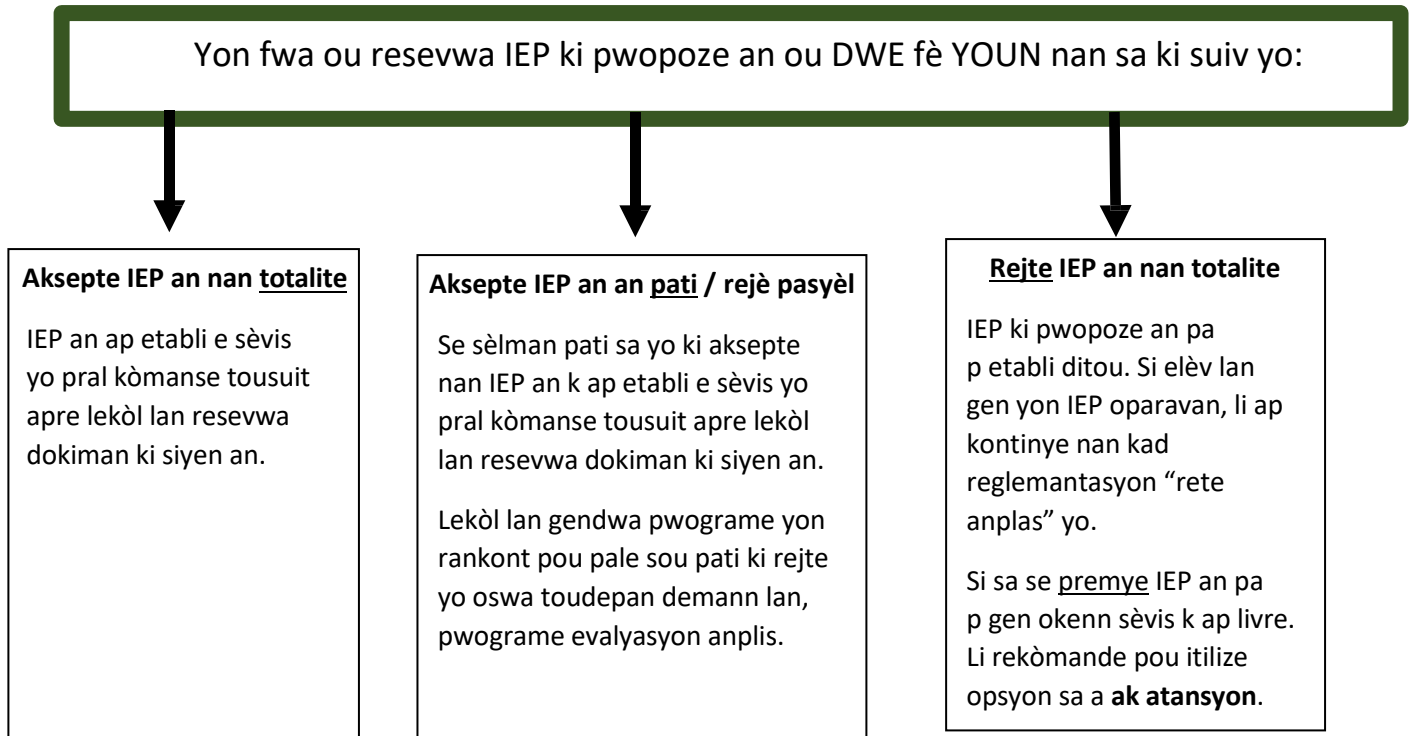 Yon fwa ou resevwa IEP ki pwopoze an ou DWE fè YOUN nan sa ki suiv yo:
Aksepte IEP an nan totalite
IEP an ap etabli e sèvis
yo pral kòmanse tousuit
apre lekòl lan resevwa
dokiman ki siyen an.
Aksepte IEP an an pati / rejè pasyèl
Se sèlman pati sa yo ki aksepte
nan IEP an k ap etabli e sèvis yo
pral kòmanse tousuit apre lekòl
lan resevwa dokiman ki siyen an.
Lekòl lan gendwa pwograme yon
rankont pou pale sou pati ki rejte
yo oswa toudepan demann lan,
pwograme evalyasyon anplis.
Rejte IEP an nan totalite
IEP ki pwopoze an pa
p etabli ditou. Si elèv lan
gen yon IEP oparavan, li ap
kontinye nan kad
reglemantasyon “rete
anplas” yo.
Si sa se premye IEP an pa
p gen okenn sèvis k ap livre.
Li rekòmande pou itilize
opsyon sa a ak atansyon.